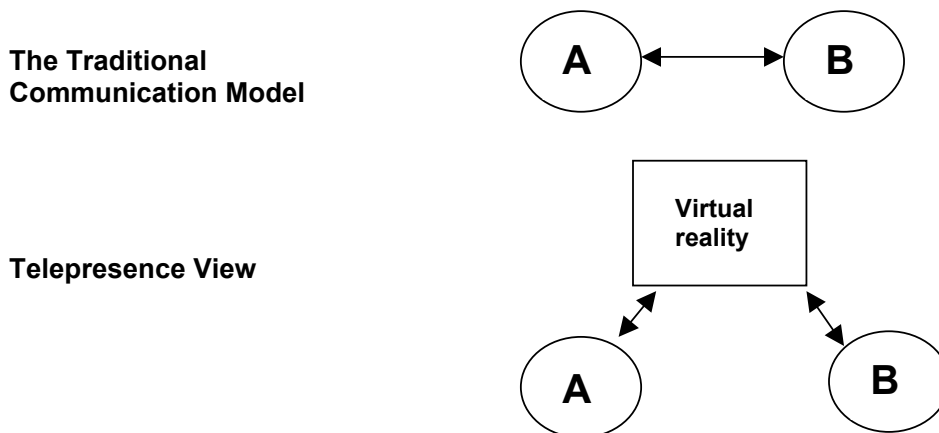 The Traditional
Communication Model
A
B
Virtual
reality
Telepresence View
A
B